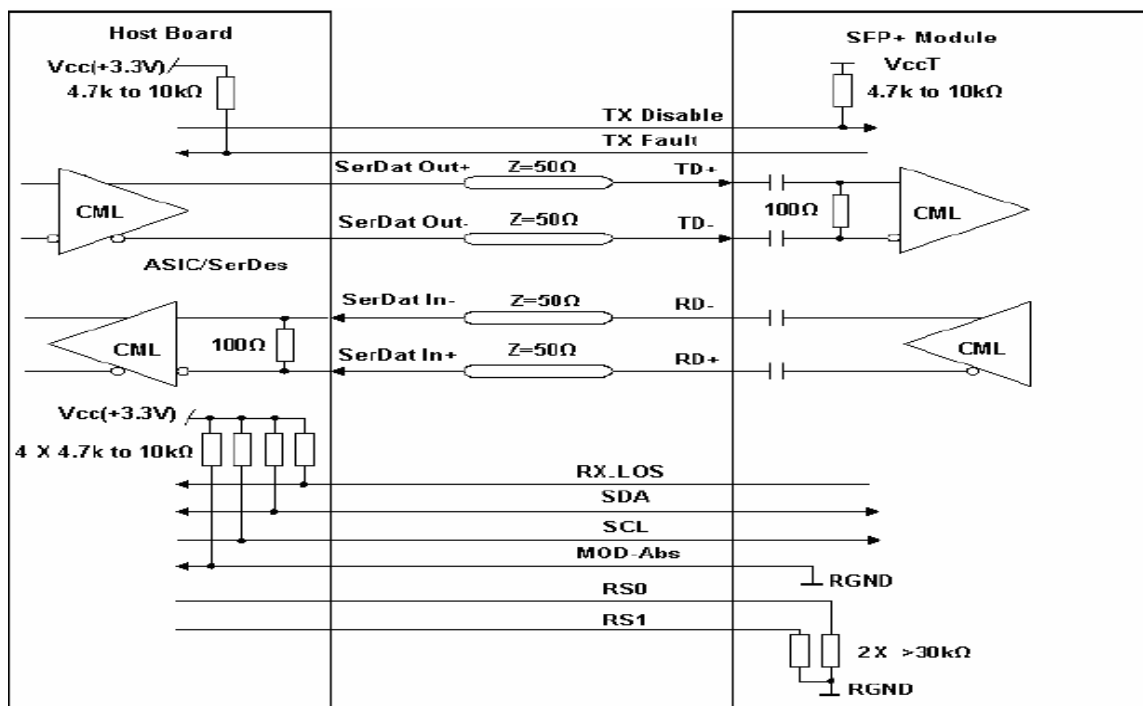 Host Board
SFP+ Module
Vcc(+3.3V)
4.7k to 10kΩ
VccT
4.7k to 10kΩ
TX Disable
TX Fault
SerDat Out+
Z=50Ω
TD+
CML
100Ω
CML
SerDat Out-
Z=50Ω
TD-
ASIC/SerDes
SerDat In-
Z=50Ω
RD-
CML
100Ω
SerDat In+
Z=50Ω
RD+
CML
Vcc(+3.3V)
4 X 4.7k to 10kΩ
RX_LOS
SDA
SCL
MOD-Abs
RGND
RS0
RS1
2X >30kΩ
RGND